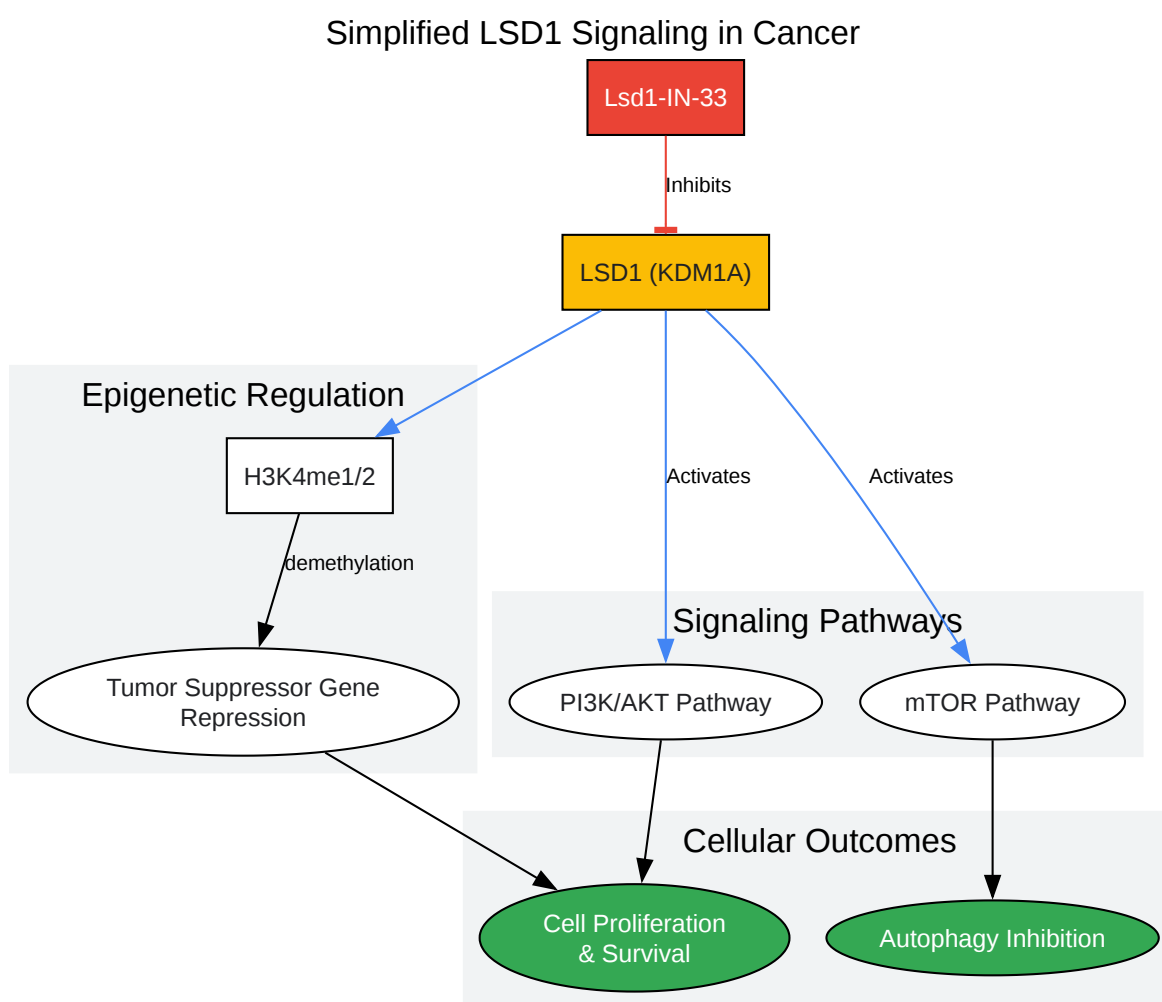 Simplified LSD1 Signaling in Cancer
Lsd1-IN-33
Inhibits
LSD1 (KDM1A)
Epigenetic Regulation
H3K4me1/2
Activates
Activates
demethylation
Signaling Pathways
Tumor Suppressor Gene
Repression
PI3K/AKT Pathway
mTOR Pathway
Cellular Outcomes
Cell Proliferation
& Survival
Autophagy Inhibition